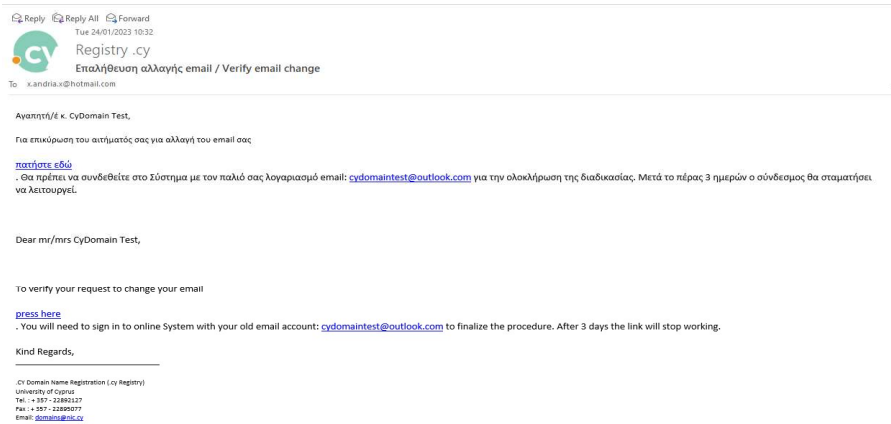 Reply Reply All Forward
Tue 24/01/2023 10:32
cy
Registry .cy
Επαλήθευση αλλαγής email / Verify email change
To x.andria.x@hotmail.com
Αγαπητή/έ κ. CyDomain Test,
Για επικύρωση του αιτήματός σας για αλλαγή του email σας
πατήστε εδώ
. Θα πρέπει να συνδεθείτε στο Σύστημα με τον παλιό σας λογαριασμό email: cydomaintest@outlook.com για την ολοκλήρωση της διαδικασίας. Μετά το πέρας 3 ημερών ο σύνδεσμος θα σταματήσει
να λειτουργεί.
Dear mr/mrs CyDomain Test,
To verify your request to change your email
press here
. You will need to sign in to online System with your old email account: cydomaintest@outlook.com to finalize the procedure. After 3 days the link will stop working.
Kind Regards,
.CY Domain Name Registration (.cy Registry)
University of Cyprus
Tel. : + 357 - 22892127
Fax : + 357 - 22895077
Email: domains@nic.cy